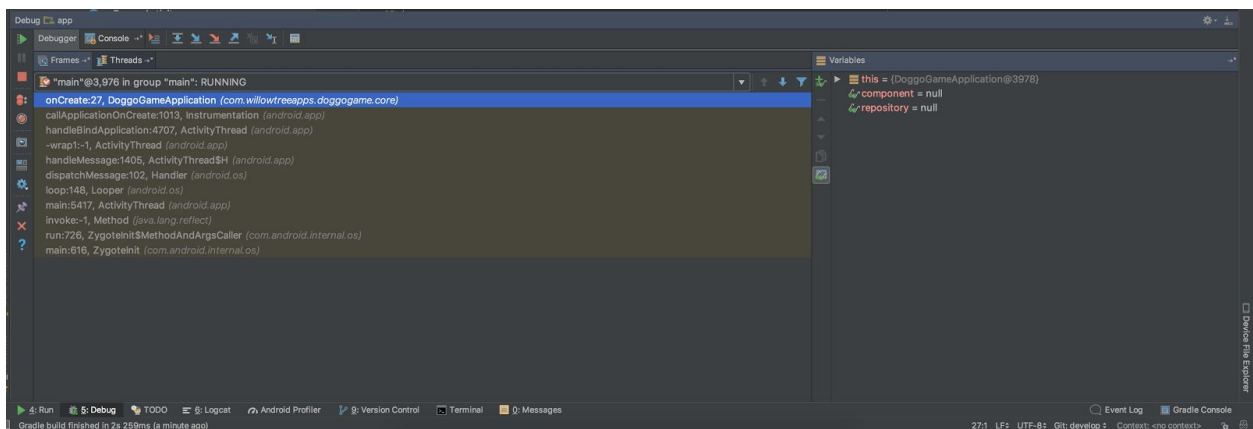 Debug app
Debugger Console →*
Frames →* Threads →*
Variables →*
"main"@3,976 in group "main": RUNNING
onCreate:27, DoggoGameApplication (com.willowtreeapps.doggogame.core)
callApplicationOnCreate:1013, Instrumentation (android.app)
handleBindApplication:4707, ActivityThread (android.app)
-wrap1:-1, ActivityThread (android.app)
handleMessage:1405, ActivityThread$H (android.app)
dispatchMessage:102, Handler (android.os)
loop:148, Looper (android.os)
main:5417, ActivityThread (android.app)
invoke:-1, Method (java.lang.reflect)
run:726, ZygoteInit$MethodAndArgsCaller (com.android.internal.os)
main:616, ZygoteInit (com.android.internal.os)
this = {DoggoGameApplication@3978}
component = null
repository = null
Device File Explorer
4: Run 5: Debug TODO 6: Logcat Android Profiler 9: Version Control Terminal 0: Messages Event Log Gradle Console
Gradle build finished in 2s 259ms (a minute ago) 27:1 LF÷ UTF-8÷ Git: develop ÷ Context: <no context>